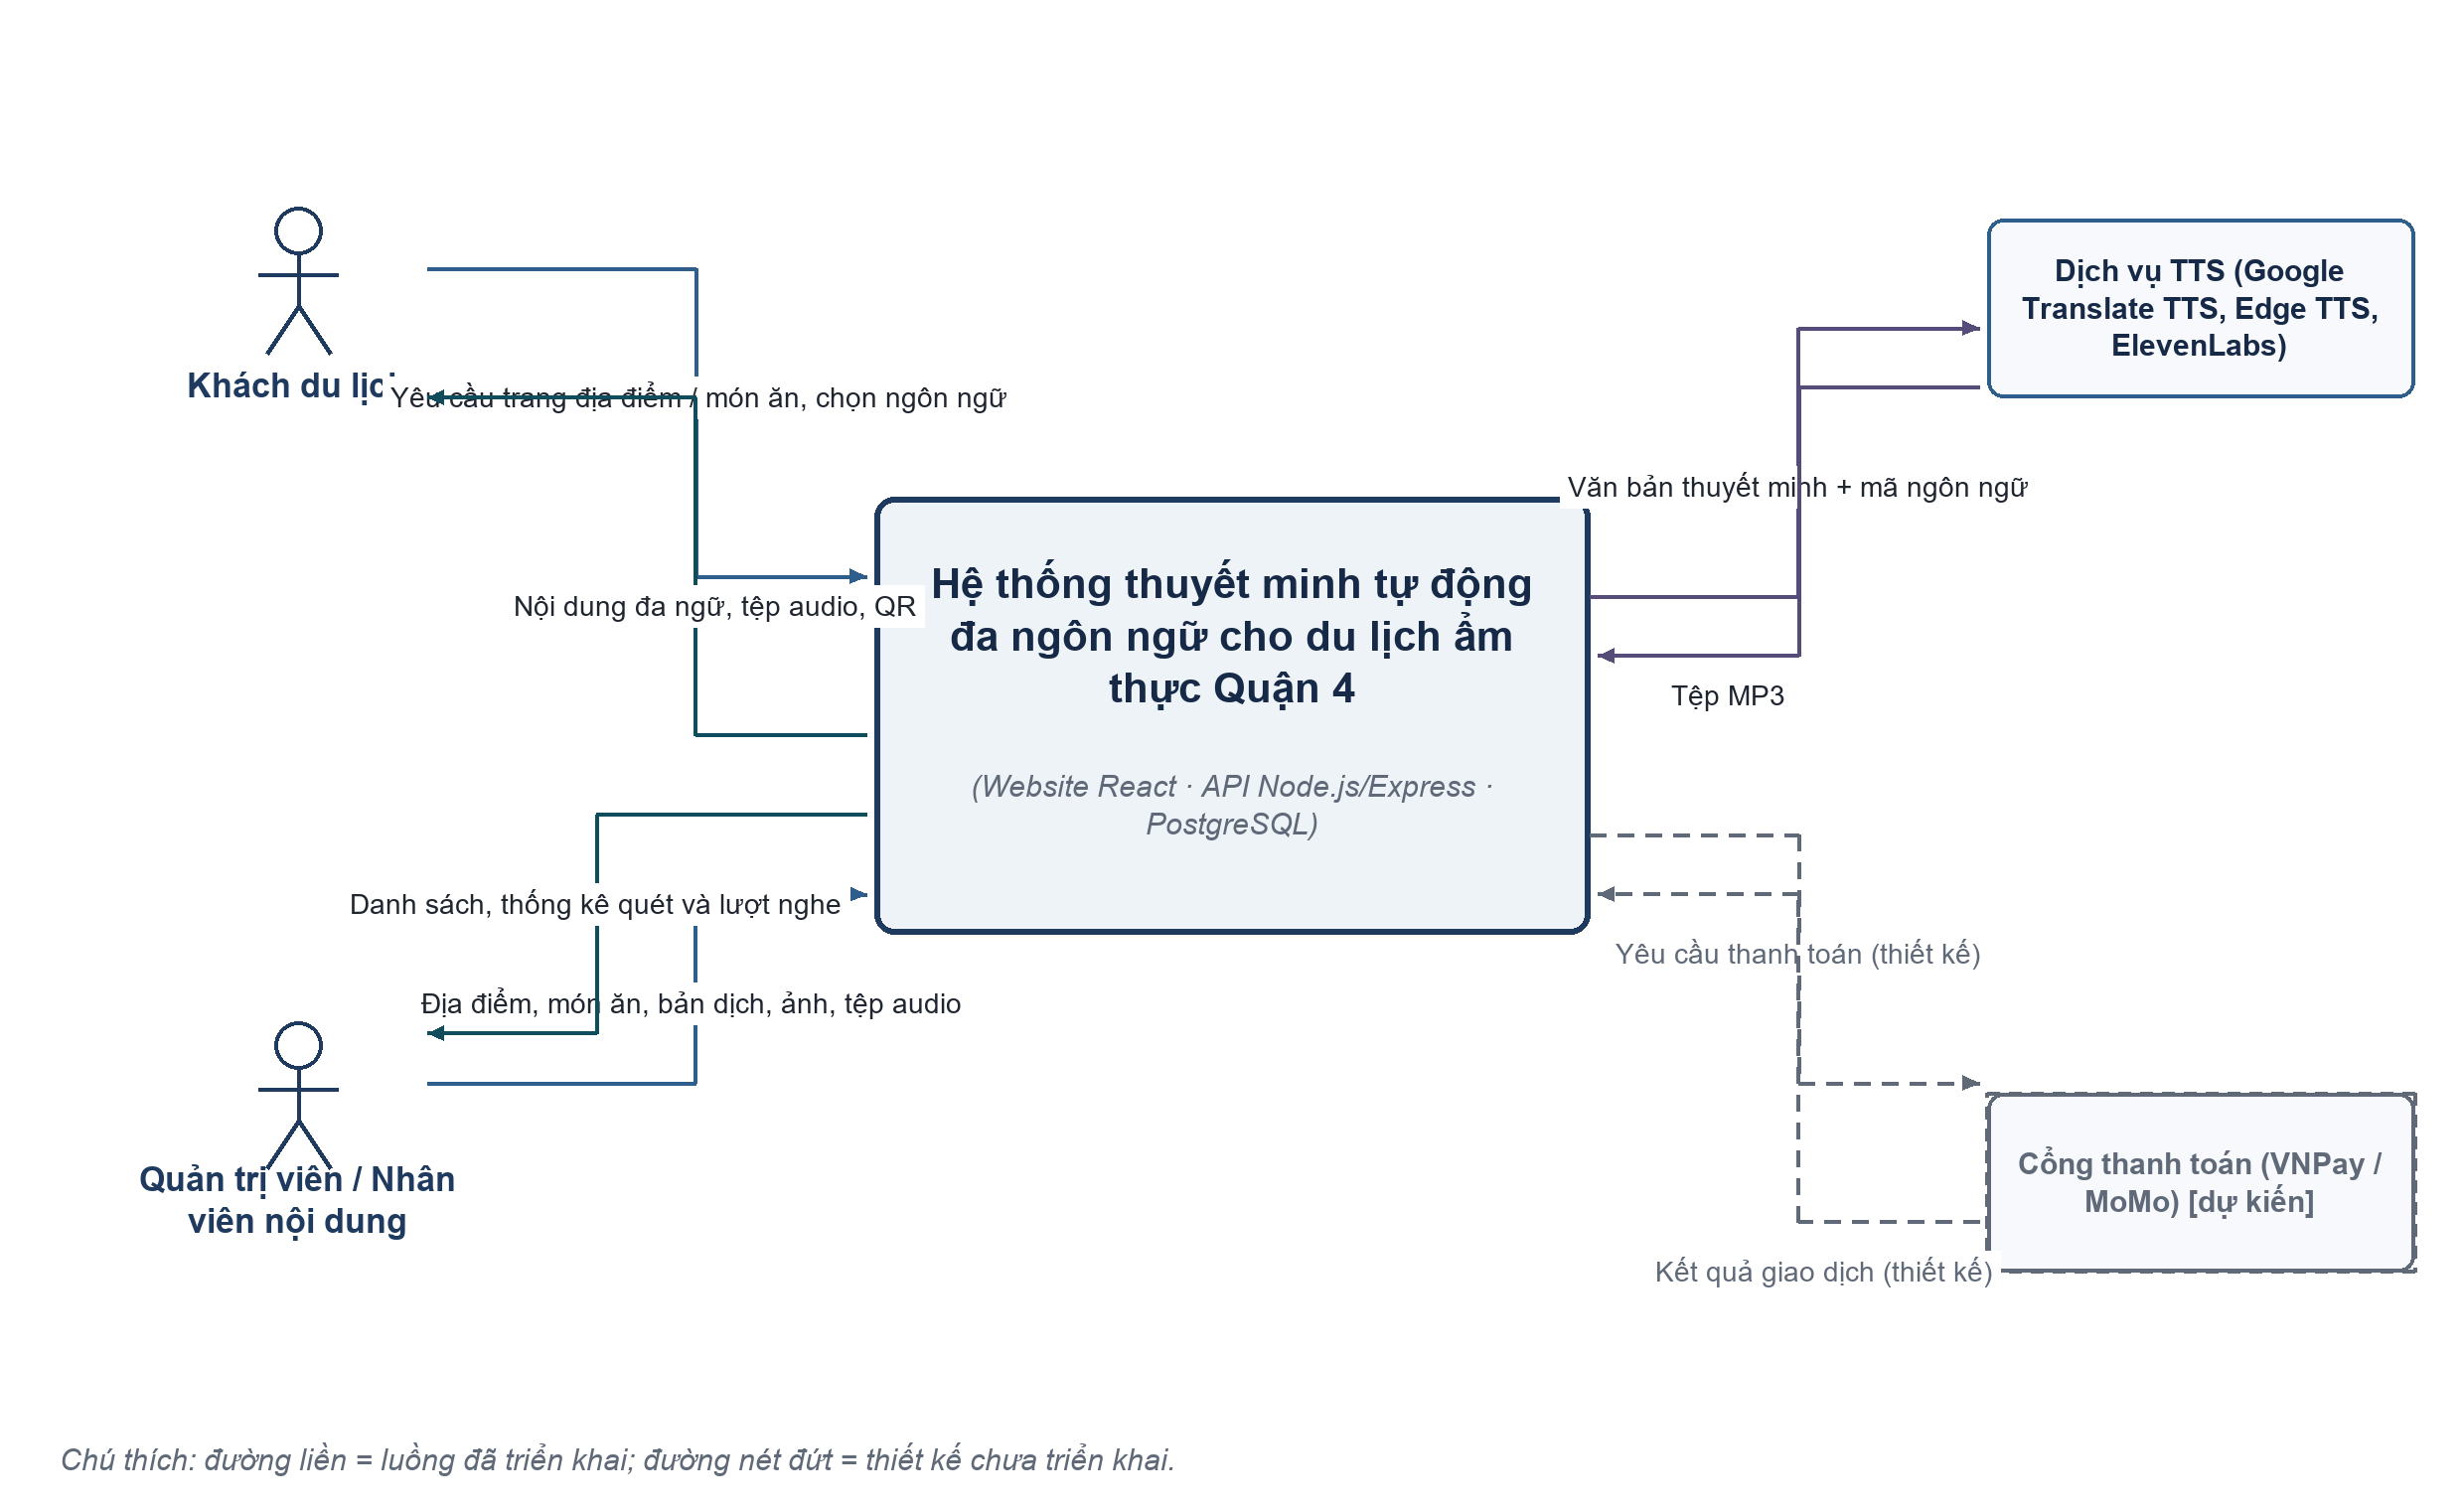 Khách du lịc
Yêu cầu trang địa điểm / món ăn, chọn ngôn ngữ
Dịch vụ TTS (Google
Translate TTS, Edge TTS,
ElevenLabs)
Văn bản thuyết minh + mã ngôn ngữ
Hệ thống thuyết minh tự động
đa ngôn ngữ cho du lịch ẩm
thực Quận 4
(Website React · API Node.js/Express ·
PostgreSQL)
Nội dung đa ngữ, tệp audio, QR
Tệp MP3
Danh sách, thống kê quét và lượt nghe
Yêu cầu thanh toán (thiết kế)
Địa điểm, món ăn, bản dịch, ảnh, tệp audio
Quản trị viên / Nhân
viên nội dung
Cổng thanh toán (VNPay /
MoMo) [dự kiến]
Kết quả giao dịch (thiết kế)
Chú thích: đường liền = luồng đã triển khai; đường nét đứt = thiết kế chưa triển khai.